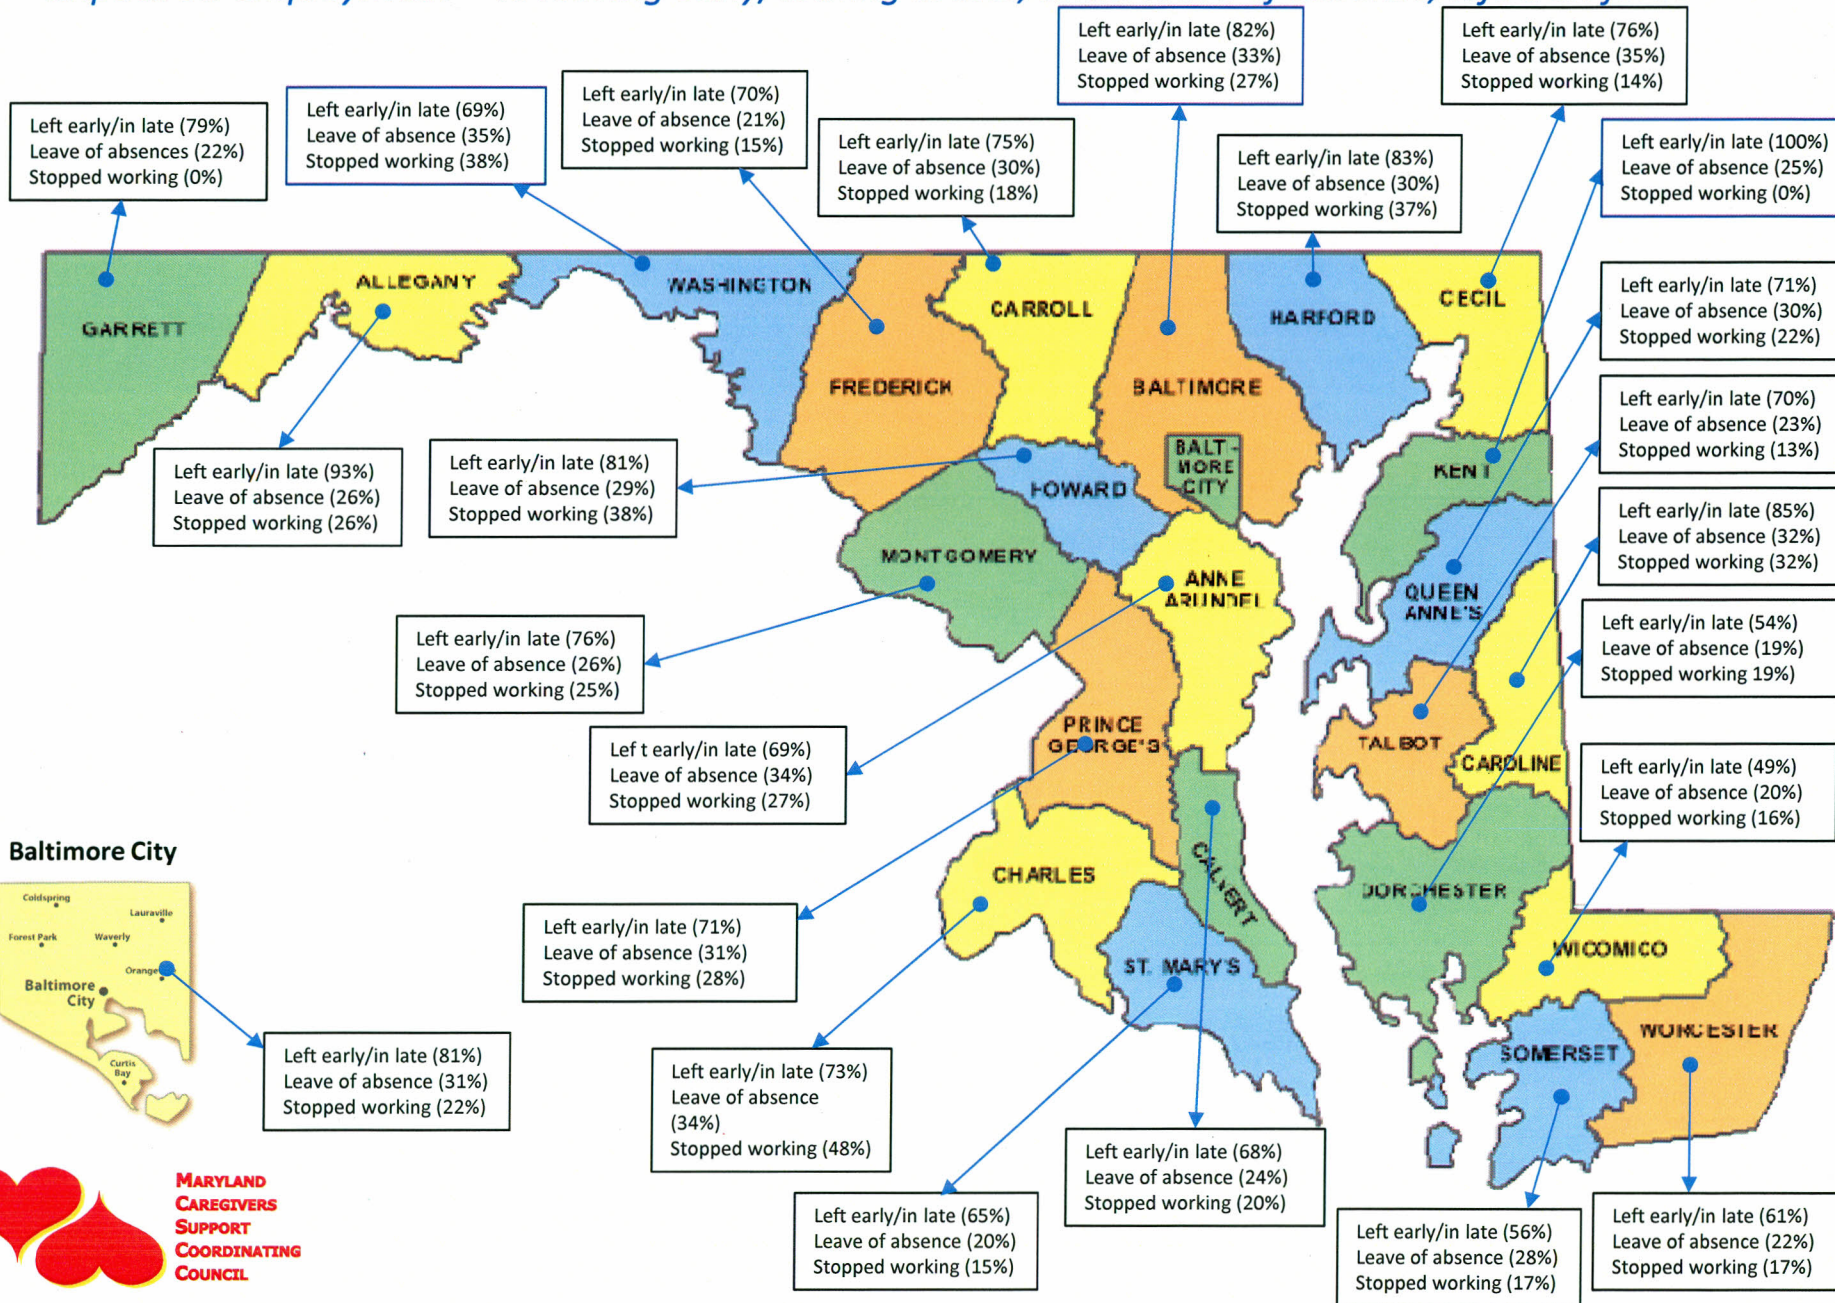 Left early/in late (82%)
Leave of absence (33%)
Stopped working (27%)
Left early/in late (76%)
Leave of absence (35%)
Stopped working (14%)
Left early/in late (70%)
Leave of absence (21%)
Stopped working (15%)
Left early/in late (69%)
Leave of absence (35%)
Stopped working (38%)
Left early/in late (79%)
Leave of absences (22%)
Stopped working (0%)
Left early/in late (75%)
Leave of absence (30%)
Stopped working (18%)
Left early/in late (83%)
Leave of absence (30%)
Stopped working (37%)
Left early/in late (100%)
Leave of absence (25%)
Stopped working (0%)
Left early/in late (71%)
Leave of absence (30%)
Stopped working (22%)
Left early/in late (70%)
Leave of absence (23%)
Stopped working (13%)
Left early/in late (85%)
Leave of absence (32%)
Stopped working (32%)
Left early/in late (54%)
Leave of absence (19%)
Stopped working 19%)
Left early/in late (49%)
Leave of absence (20%)
Stopped working (16%)
GARRETT
ALLEGANY
WASHINGTON
FREDERICK
CARROLL
BALTIMORE
HARFORD
CECIL
BALT-
MORE
CITY
HOWARD
KENT
MONTGOMERY
ANNE
ARUNDEL
QUEEN
ANNE'S
PRINCE
GEORGE'S
TALBOT
CAROLINE
CHARLES
CALVERT
DORCHESTER
ST. MARY'S
WICOMICO
SOMERSET
WORCESTER
Left early/in late (93%)
Leave of absence (26%)
Stopped working (26%)
Left early/in late (81%)
Leave of absence (29%)
Stopped working (38%)
Left early/in late (76%)
Leave of absence (26%)
Stopped working (25%)
Lef t early/in late (69%)
Leave of absence (34%)
Stopped working (27%)
Left early/in late (71%)
Leave of absence (31%)
Stopped working (28%)
Baltimore City
Coldspring
Lauraville
Forest Park
Waverly
Orange
Baltimore
City
Curtis
Bay
Left early/in late (81%)
Leave of absence (31%)
Stopped working (22%)
Left early/in late (73%)
Leave of absence
(34%)
Stopped working (48%)
Left early/in late (65%)
Leave of absence (20%)
Stopped working (15%)
Left early/in late (68%)
Leave of absence (24%)
Stopped working (20%)
Left early/in late (56%)
Leave of absence (28%)
Stopped working (17%)
Left early/in late (61%)
Leave of absence (22%)
Stopped working (17%)
MARYLAND
CAREGIVERS
SUPPORT
COORDINATING
COUNCIL